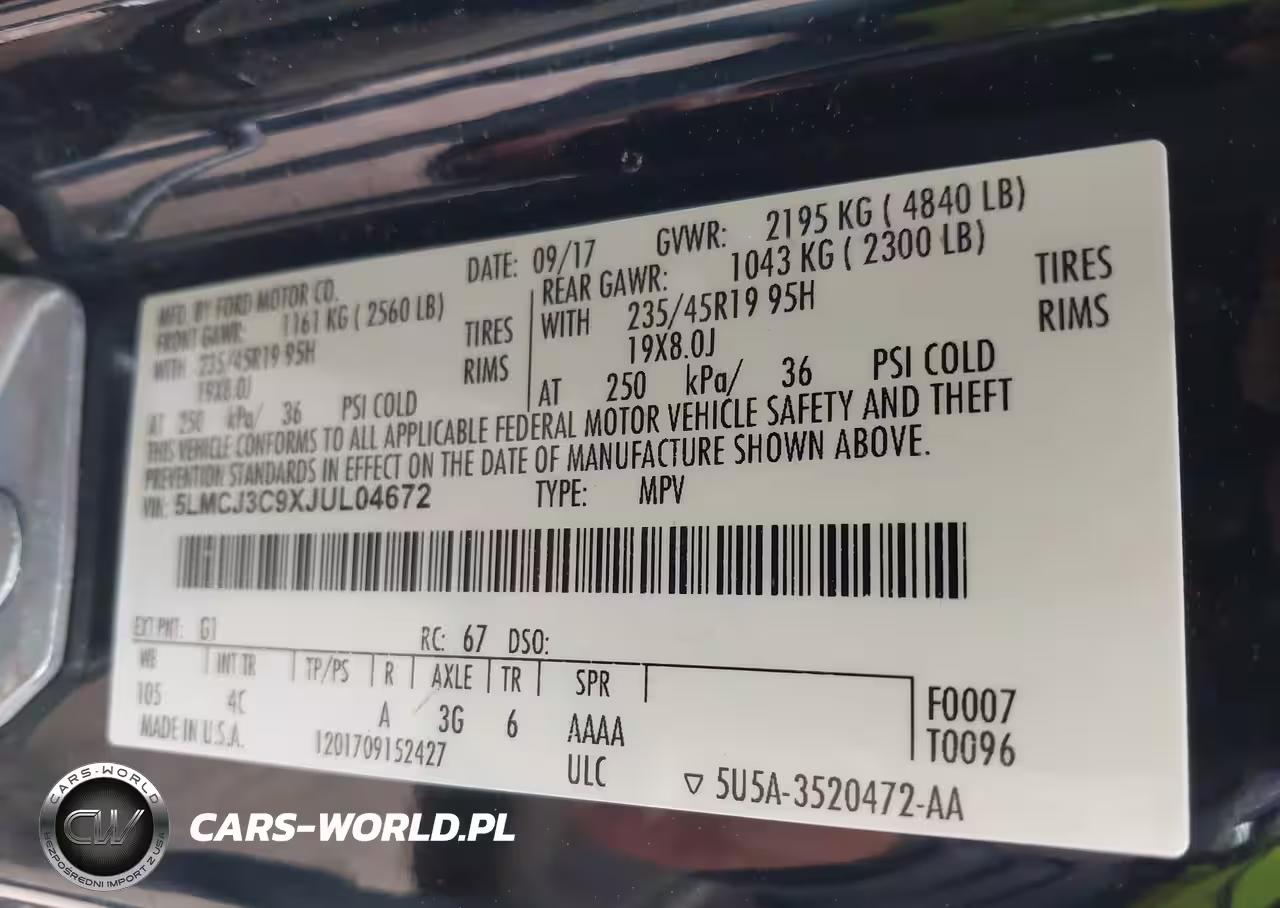 MFD. BY FORD MOTOR CO. DATE: 09/17 GVWR: 2195 KG ( 4840 LB)
FRONT GAWR: 1161 KG ( 2560 LB)
WITH 235/45R19 95H TIRES
19X8.0J RIMS
AT 250 kPa/ 36 PSI COLD
REAR GAWR: 1043 KG ( 2300 LB)
WITH 235/45R19 95H TIRES
19X8.0J RIMS
AT 250 kPa/ 36 PSI COLD
THIS VEHICLE CONFORMS TO ALL APPLICABLE FEDERAL MOTOR VEHICLE SAFETY AND THEFT
PREVENTION STANDARDS IN EFFECT ON THE DATE OF MANUFACTURE SHOWN ABOVE.
VIN: 5LMCJ3C9XJUL04672 TYPE: MPV
EXT PNT: G1 RC: 67 DSO:
WB INT TR TP/PS R AXLE TR SPR
105 4C A 3G 6 AAAA
F0007
T0096
MADE IN U.S.A. 1201709152427 ULC
▽ 5U5A-3520472-AA
CARS-WORLD
CW
BEZPOŚREDNI IMPORT Z USA
CARS-WORLD.PL